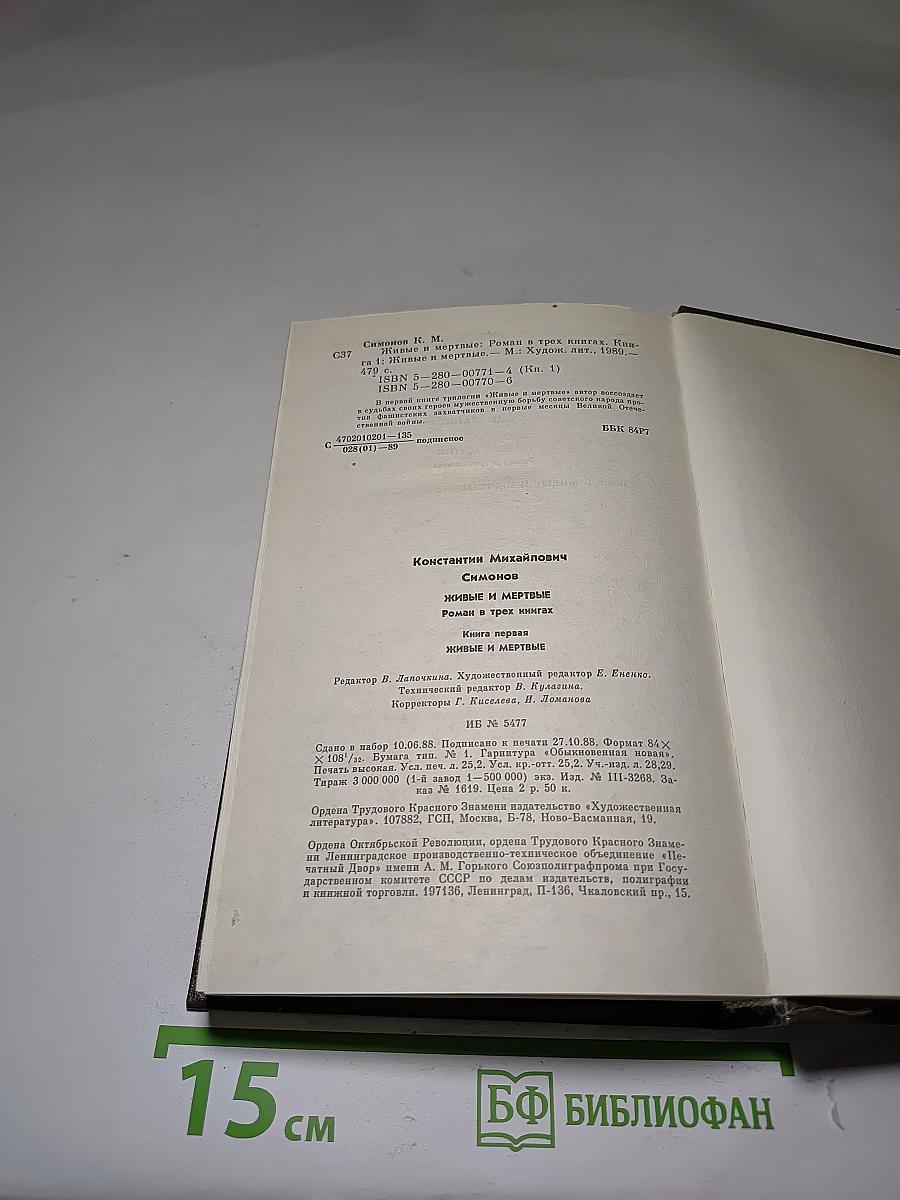 Симонов К. М.
С37 Живые и мертвые: Роман в трех книгах. Кни-
га 1: Живые и мертвые.— М.: Худож. лит., 1989.—
479 с.
ISBN 5—280—00771—4 (Кн. 1)
ISBN 5—280—00770—6
В первой книге трилогии «Живые и мертвые» автор воссоздает
в судьбах своих героев мужественную борьбу советского народа про-
тив фашистских захватчиков в первые месяцы Великой Отече-
ственной войны.
С 4702010201—135 подписное
028(01)—89
ББК 84Р7
Константин Михайлович
Симонов
ЖИВЫЕ И МЕРТВЫЕ
Роман в трех книгах
Книга первая
ЖИВЫЕ И МЕРТВЫЕ
Редактор В. Лапочкина. Художественный редактор Е. Ененко.
Технический редактор В. Кулагина.
Корректоры Г. Киселева, И. Ломанова
ИБ № 5477
Сдано в набор 10.06.88. Подписано к печати 27.10.88. Формат 84×
×108¹/₃₂. Бумага тип. № 1. Гарнитура «Обыкновенная новая».
Печать высокая. Усл. печ. л. 25,2. Усл. кр.-отт. 25,2. Уч.-изд. л. 28,29.
Тираж 3 000 000 (1-й завод 1—500 000) экз. Изд. № III-3268. За-
каз № 1619. Цена 2 р. 50 к.
Ордена Трудового Красного Знамени издательство «Художественная
литература». 107882, ГСП, Москва, Б-78, Ново-Басманная, 19.
Ордена Октябрьской Революции, ордена Трудового Красного Знаме-
ни Ленинградское производственно-техническое объединение «Пе-
чатный Двор» имени А. М. Горького Союзполиграфпрома при Госу-
дарственном комитете СССР по делам издательств, полиграфии
и книжной торговли. 197136, Ленинград, П-136, Чкаловский пр., 15.
15 см
БФ БИБЛИОФАН